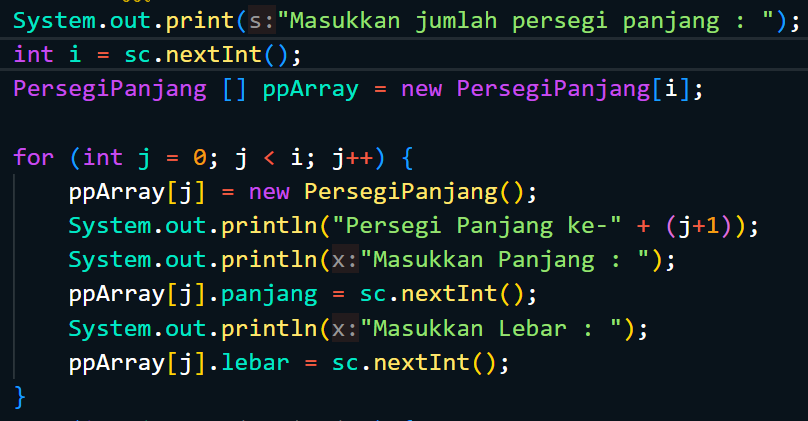 System.out.print(s:"Masukkan jumlah persegi panjang : ");
int i = sc.nextInt();
PersegiPanjang [] ppArray = new PersegiPanjang[i];
for (int j = 0; j < i; j++) {
ppArray[j] = new PersegiPanjang();
System.out.println("Persegi Panjang ke-" + (j+1));
System.out.println(x:"Masukkan Panjang : ");
ppArray[j].panjang = sc.nextInt();
System.out.println(x:"Masukkan Lebar : ");
ppArray[j].lebar = sc.nextInt();
}